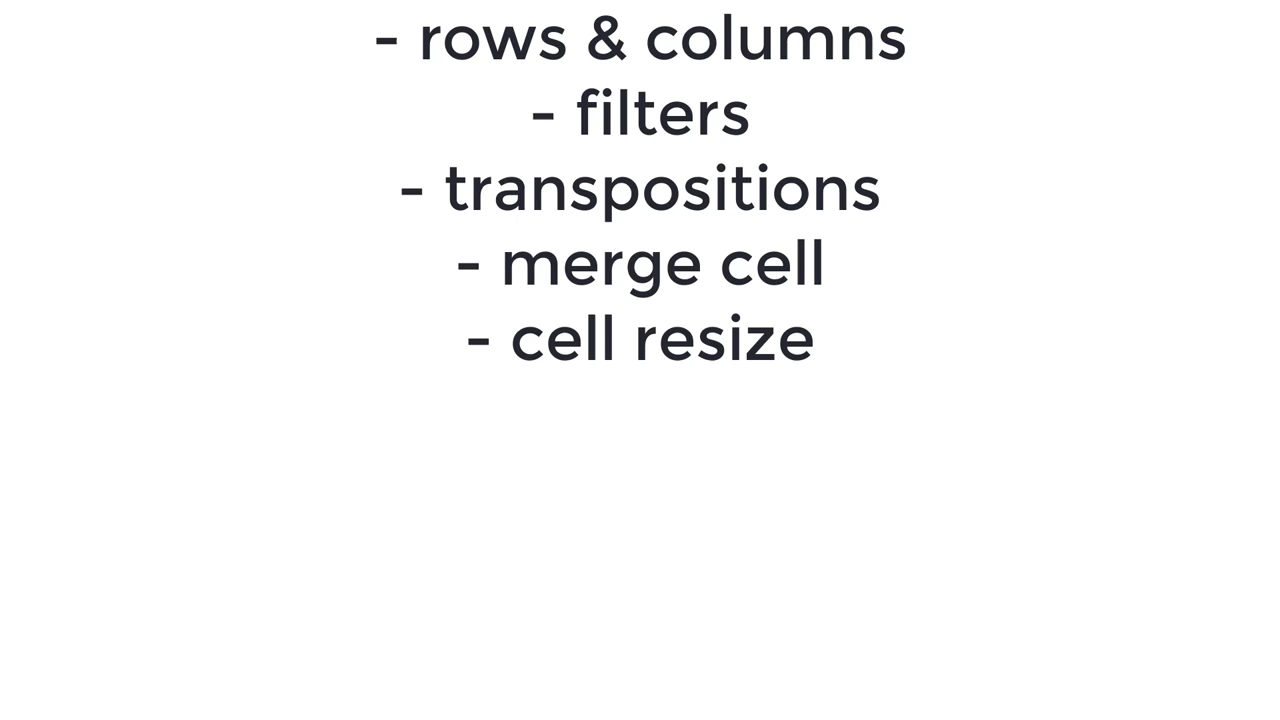 - rows & columns
- filters
- transpositions
- merge cell
- cell resize